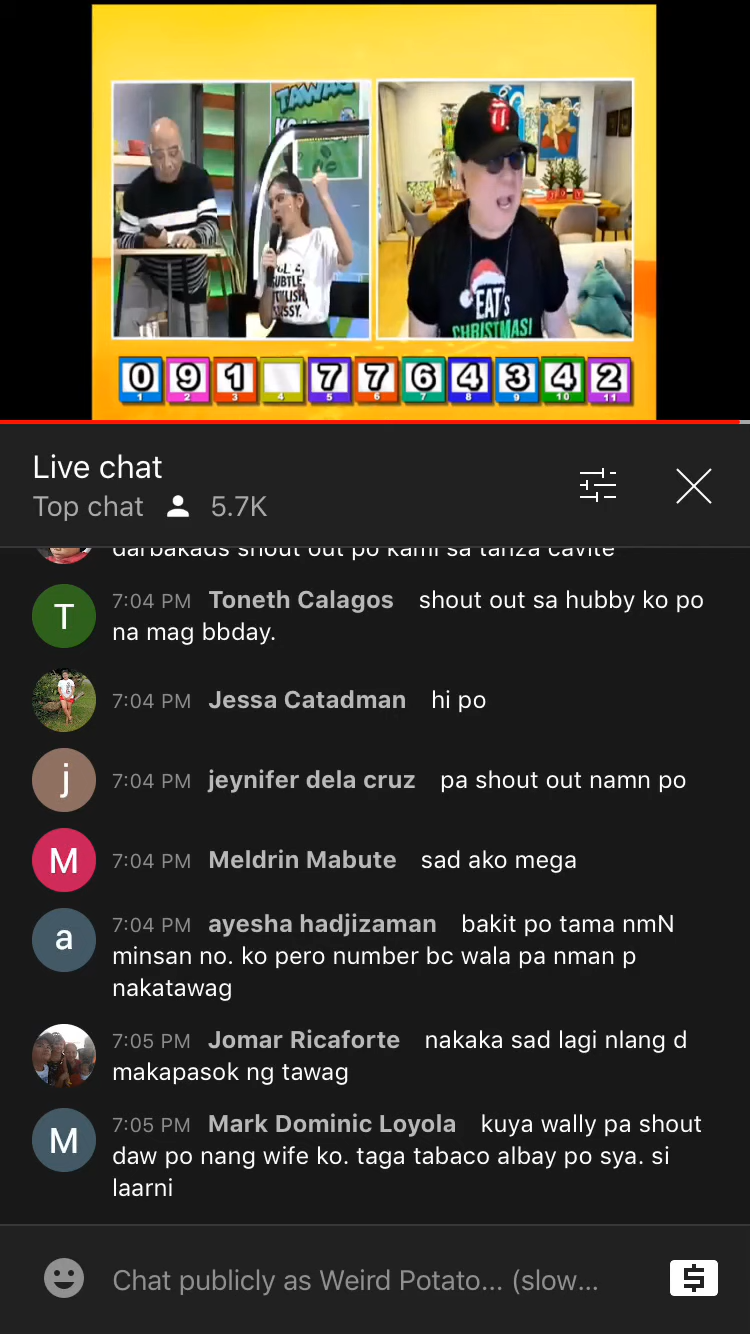 TAWAG
EAT's
CHRISTMAS!
0 9 1 7 7 6 4 3 4 2
1 2 3 4 5 6 7 8 9 10 11
Live chat
Top chat 5.7K
darbakads shout out po kami sa tanza cavite
T 7:04 PM Toneth Calagos shout out sa hubby ko po
na mag bbday.
7:04 PM Jessa Catadman hi po
j 7:04 PM jeynifer dela cruz pa shout out namn po
M 7:04 PM Meldrin Mabute sad ako mega
a 7:04 PM ayesha hadjizaman bakit po tama nmN
minsan no. ko pero number bc wala pa nman p
nakatawag
7:05 PM Jomar Ricaforte nakaka sad lagi nlang d
makapasok ng tawag
M 7:05 PM Mark Dominic Loyola kuya wally pa shout
daw po nang wife ko. taga tabaco albay po sya. si
laarni
Chat publicly as Weird Potato... (slow...
$